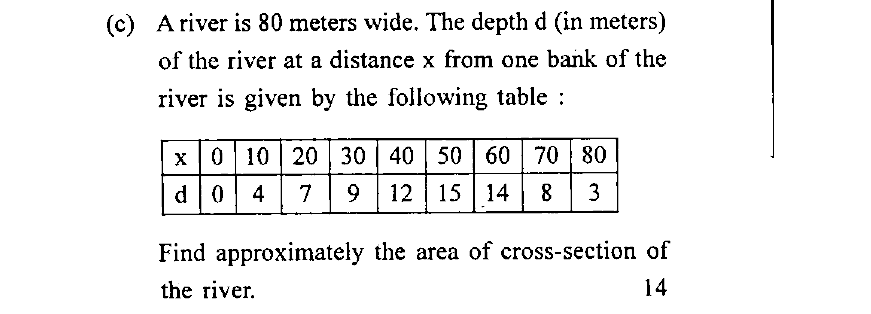 (c) A river is 80 meters wide. The depth d (in meters)
of the river at a distance x from one bank of the
river is given by the following table :
x 0 10 20 30 40 50 60 70 80
d 0 4 7 9 12 15 14 8 3
Find approximately the area of cross-section of
the river. 14